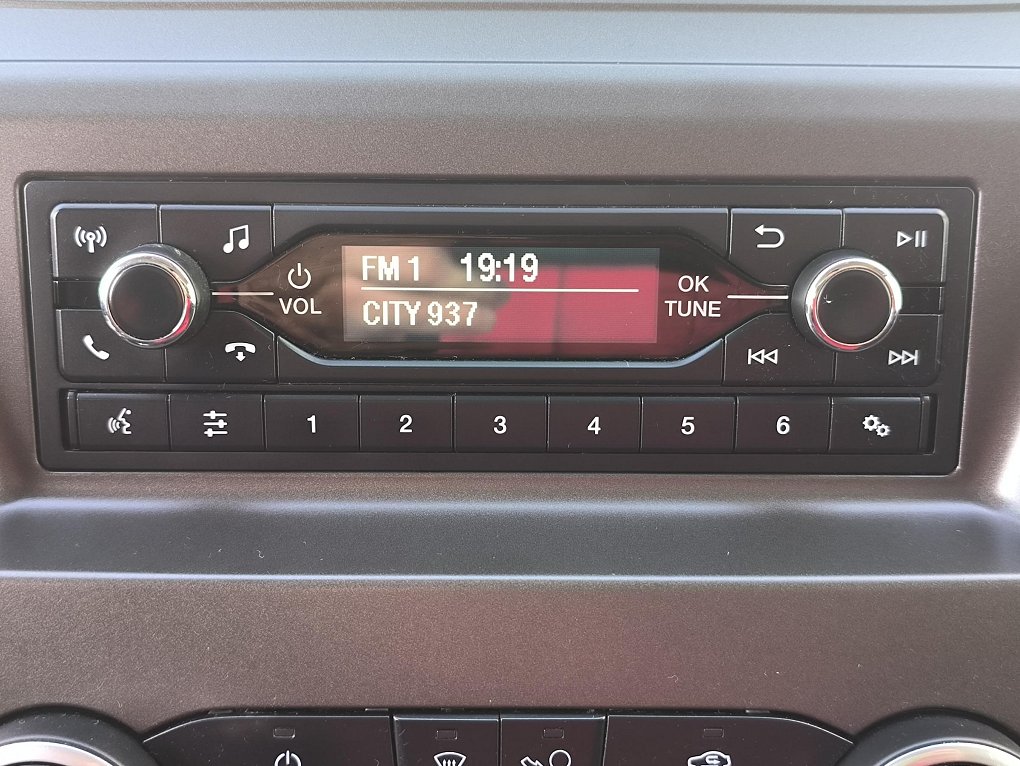 FM 1 19:19
CITY 937
VOL
OK
TUNE
1 2 3 4 5 6